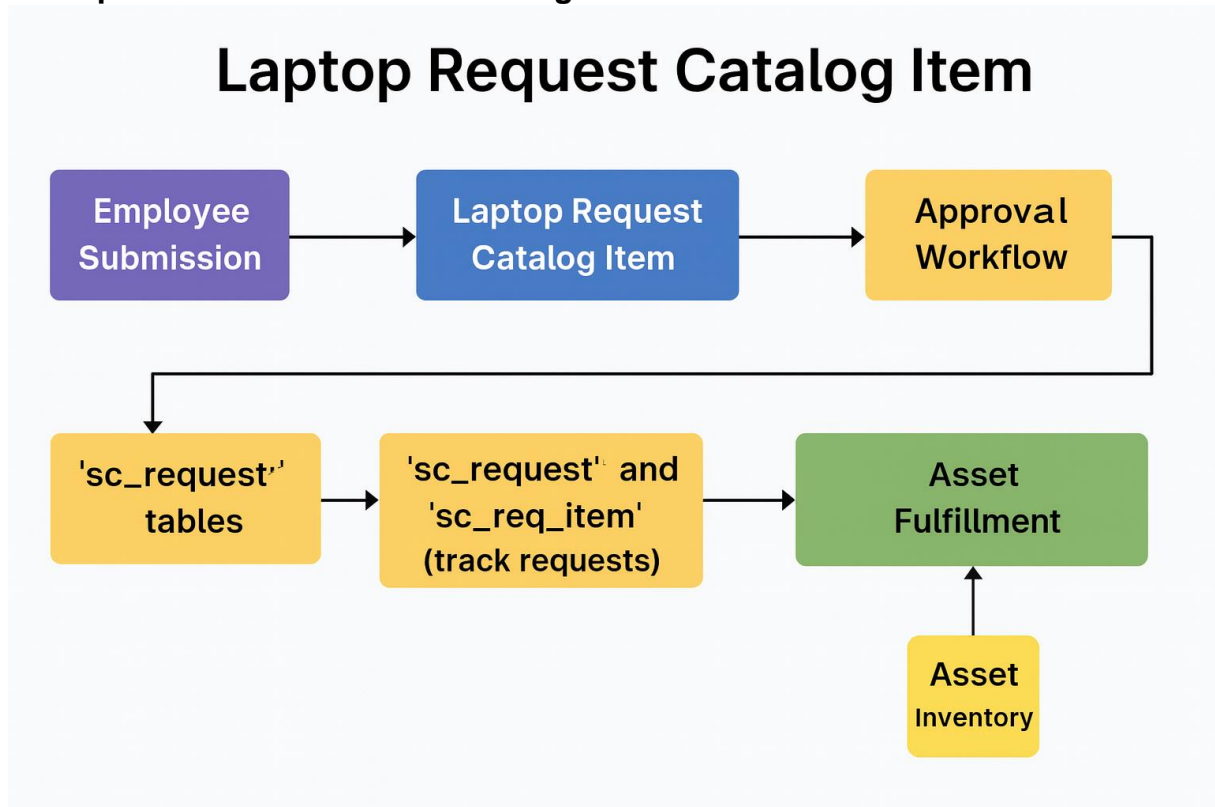 Laptop Request Catalog Item
Employee
Submission
Laptop Request
Catalog Item
Approval
Workflow
'sc_request''
tables
'sc_request' and
'sc_req_item'
(track requests)
Asset
Fulfillment
Asset
Inventory